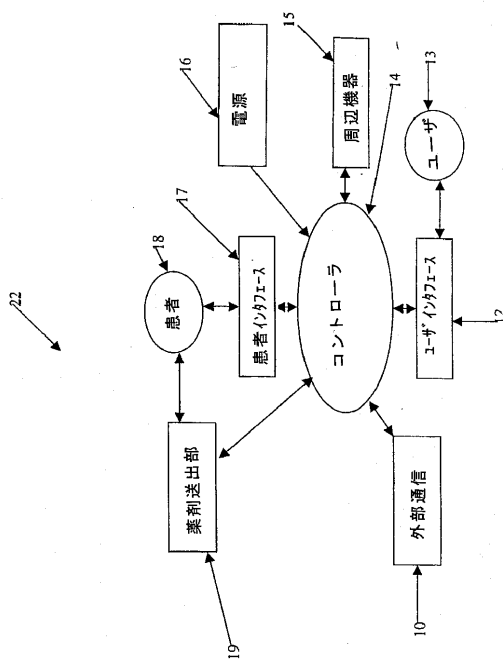 22
16
電源
15
周辺機器
17
18
患者
患者インタフェース
14
13
ユーザ
コントローラ
ユーザインタフェース
12
薬剤送出部
19
外部通信
10